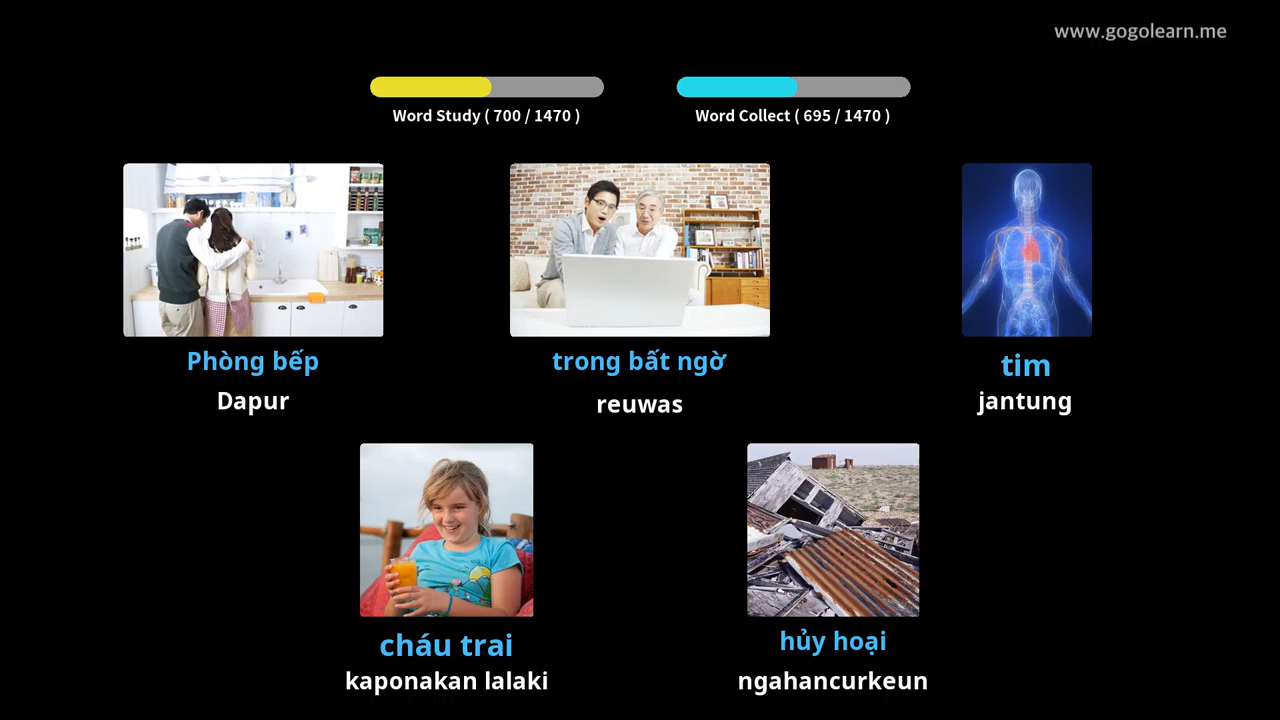 www.gogolearn.me
Word Study ( 700 / 1470 )
Word Collect ( 695 / 1470 )
Phòng bếp
Dapur
trong bất ngờ
reuwas
tim
jantung
cháu trai
kaponakan lalaki
hủy hoại
ngahancurkeun